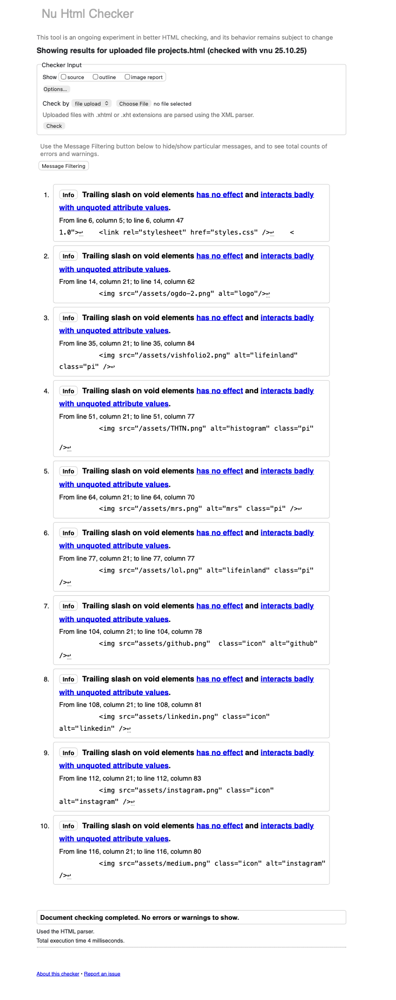 Nu Html Checker
This tool is an ongoing experiment in better HTML checking, and its behavior remains subject to change
Showing results for uploaded file projects.html (checked with vnu 25.10.25)
Checker Input
Show source outline image report
Options...
Check by file upload Choose File no file selected
Uploaded files with .xhtml or .xht extensions are parsed using the XML parser.
Check
Use the Message Filtering button below to hide/show particular messages, and to see total counts of
errors and warnings.
Message Filtering
1. Info Trailing slash on void elements has no effect and interacts badly
with unquoted attribute values.
From line 6, column 5; to line 6, column 47
1.0">↩    <link rel="stylesheet" href="styles.css" />↩    <
2. Info Trailing slash on void elements has no effect and interacts badly
with unquoted attribute values.
From line 14, column 21; to line 14, column 62
<img src="/assets/ogdo-2.png" alt="logo"/>↩
3. Info Trailing slash on void elements has no effect and interacts badly
with unquoted attribute values.
From line 35, column 21; to line 35, column 84
<img src="/assets/vishfolio2.png" alt="lifeinland"
class="pi" />↩
4. Info Trailing slash on void elements has no effect and interacts badly
with unquoted attribute values.
From line 51, column 21; to line 51, column 77
<img src="/assets/THTN.png" alt="histogram" class="pi"
/>↩
5. Info Trailing slash on void elements has no effect and interacts badly
with unquoted attribute values.
From line 64, column 21; to line 64, column 70
<img src="/assets/mrs.png" alt="mrs" class="pi" />↩
6. Info Trailing slash on void elements has no effect and interacts badly
with unquoted attribute values.
From line 77, column 21; to line 77, column 77
<img src="/assets/lol.png" alt="lifeinland" class="pi"
/>↩
7. Info Trailing slash on void elements has no effect and interacts badly
with unquoted attribute values.
From line 104, column 21; to line 104, column 78
<img src="assets/github.png"  class="icon" alt="github"
/>↩
8. Info Trailing slash on void elements has no effect and interacts badly
with unquoted attribute values.
From line 108, column 21; to line 108, column 81
<img src="assets/linkedin.png" class="icon"
alt="linkedin" />↩
9. Info Trailing slash on void elements has no effect and interacts badly
with unquoted attribute values.
From line 112, column 21; to line 112, column 83
<img src="assets/instagram.png" class="icon"
alt="instagram" />↩
10. Info Trailing slash on void elements has no effect and interacts badly
with unquoted attribute values.
From line 116, column 21; to line 116, column 80
<img src="assets/medium.png" class="icon" alt="instagram"
/>↩
Document checking completed. No errors or warnings to show.
Used the HTML parser.
Total execution time 4 milliseconds.
About this checker • Report an issue